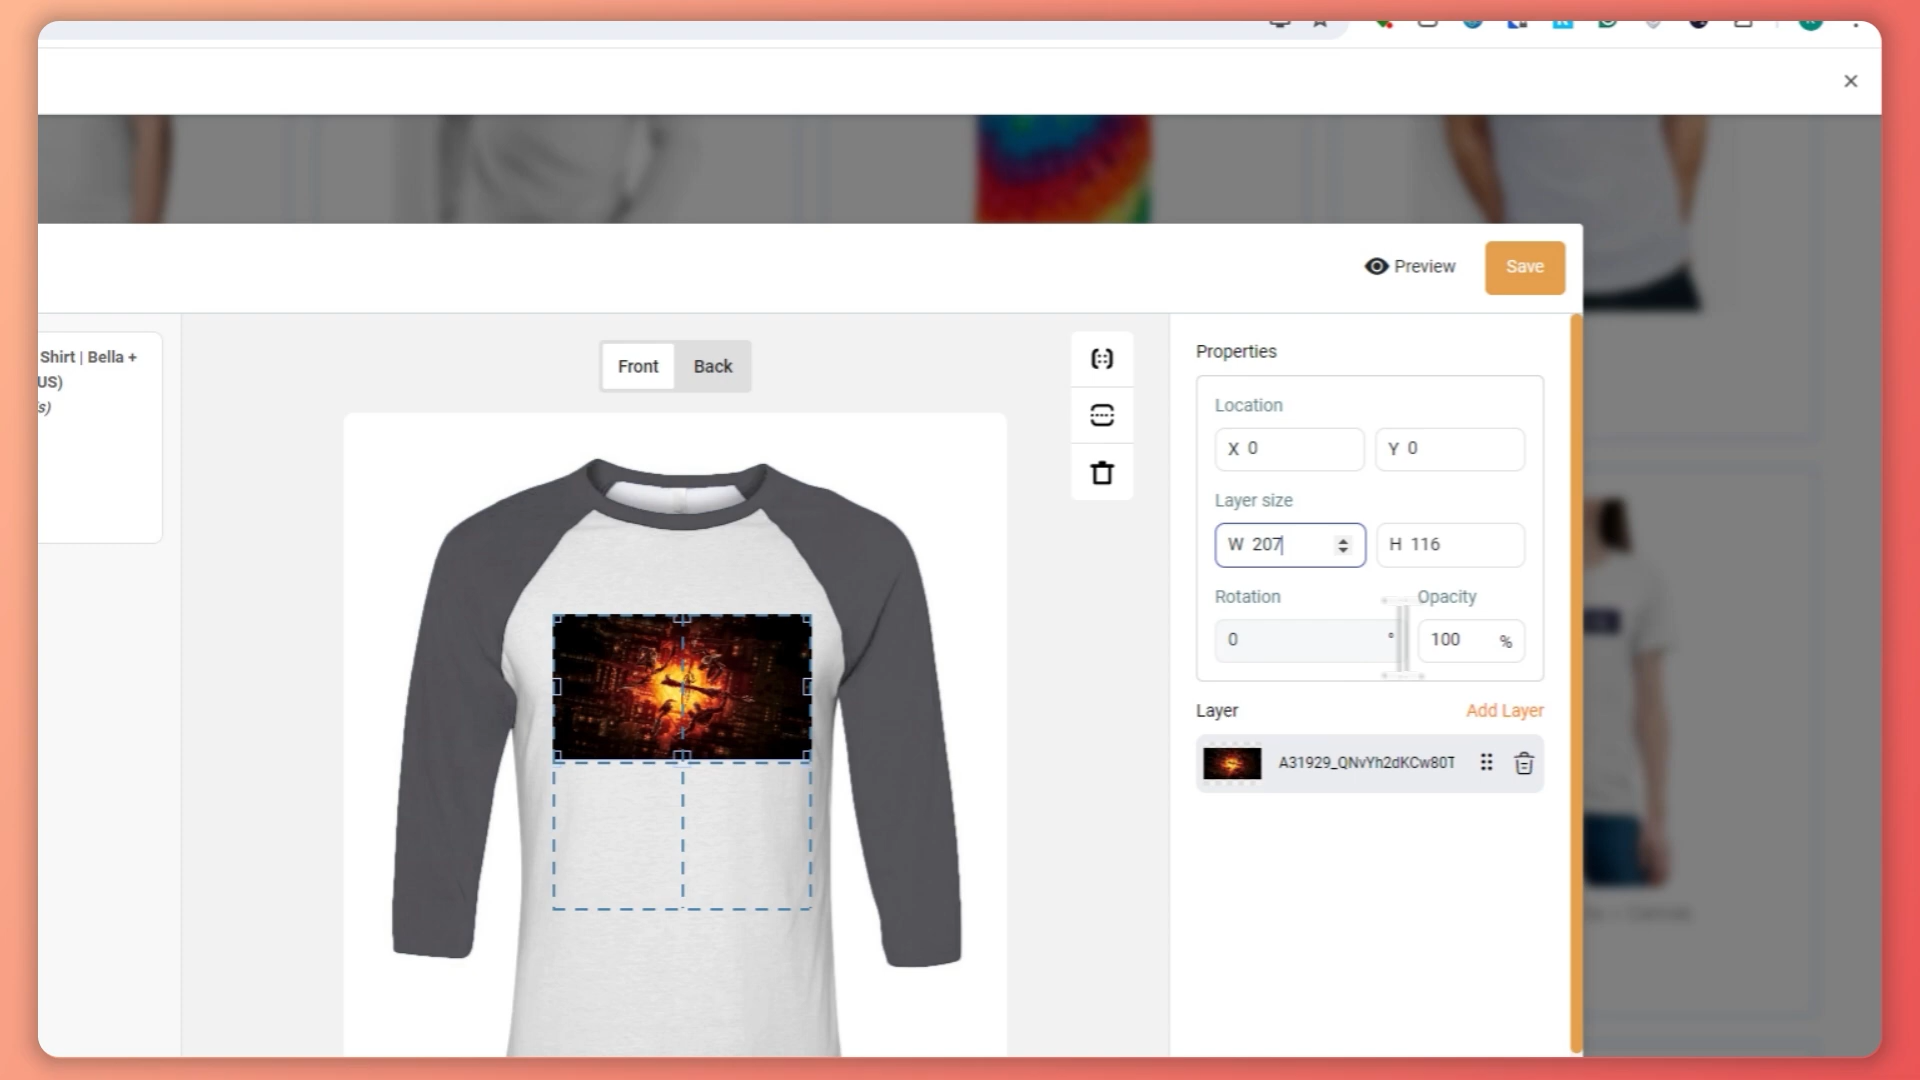 Preview
Save
Shirt | Bella +
US)
s)
Front
Back
Properties
Location
X 0
Y 0
Layer size
W 207
H 116
Rotation
Opacity
0 °
100 %
Layer
Add Layer
A31929_QNvYh2dKCw80T